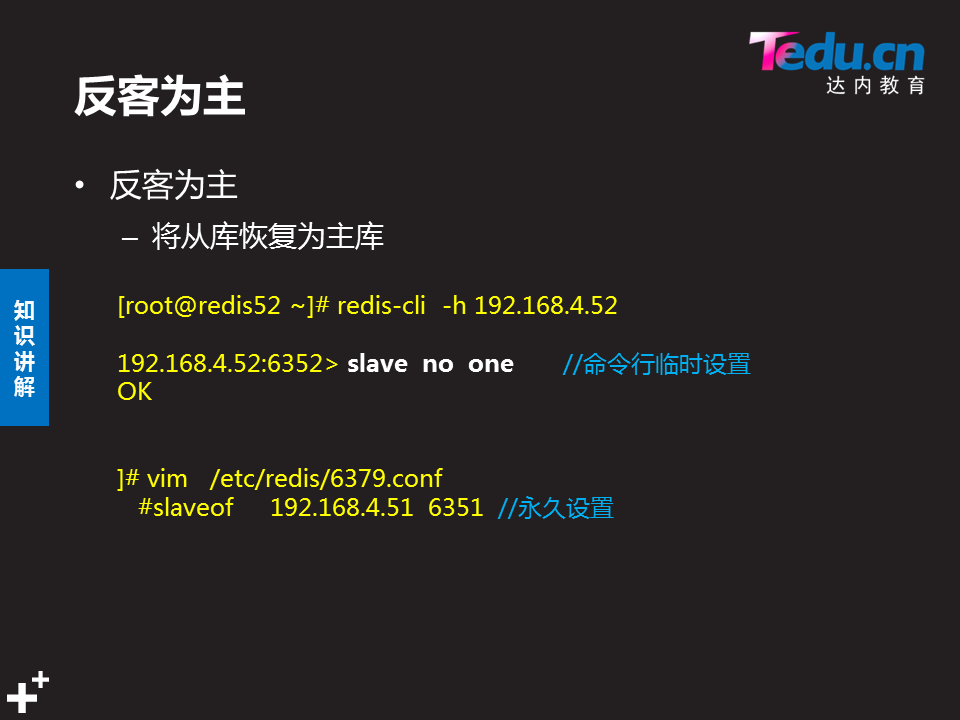 Tedu.cn
达内教育
反客为主
• 反客为主
– 将从库恢复为主库
知识讲解
[root@redis52 ~]# redis-cli -h 192.168.4.52
192.168.4.52:6352> slave no one //命令行临时设置
OK
]# vim /etc/redis/6379.conf
#slaveof 192.168.4.51 6351 //永久设置